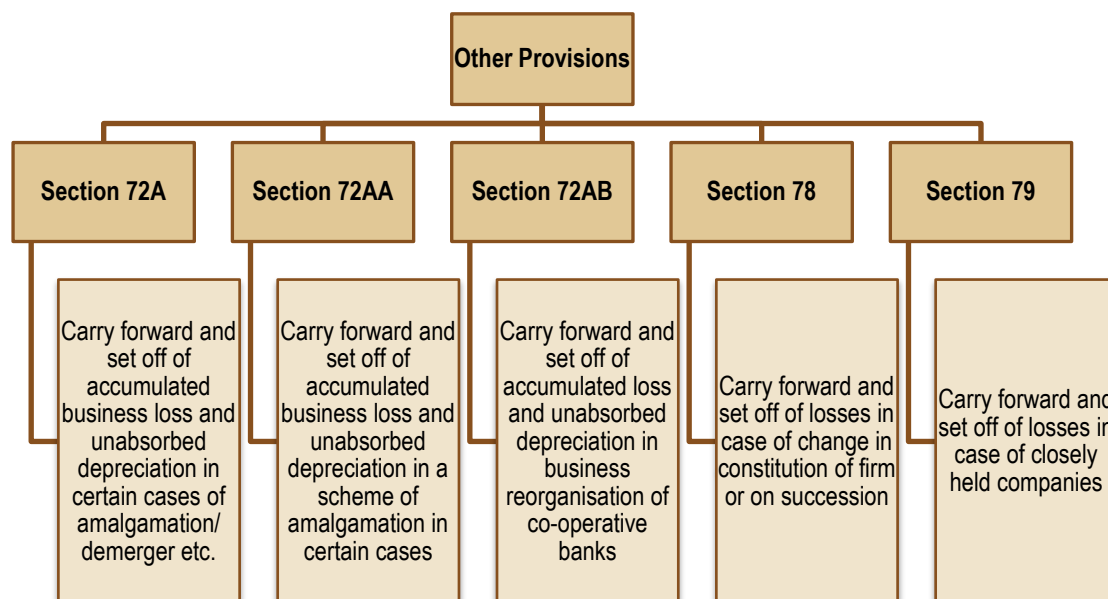 Other Provisions
Section 72A
Section 72AA
Section 72AB
Section 78
Section 79
Carry forward and
set off of
accumulated
business loss and
unabsorbed
depreciation in
certain cases of
amalgamation/
demerger etc.
Carry forward and
set off of
accumulated
business loss and
unabsorbed
depreciation in a
scheme of
amalgamation in
certain cases
Carry forward and
set off of
accumulated loss
and unabsorbed
depreciation in
business
reorganisation of
co-operative
banks
Carry forward and
set off of losses in
case of change in
constitution of firm
or on succession
Carry forward and
set off of losses in
case of closely
held companies